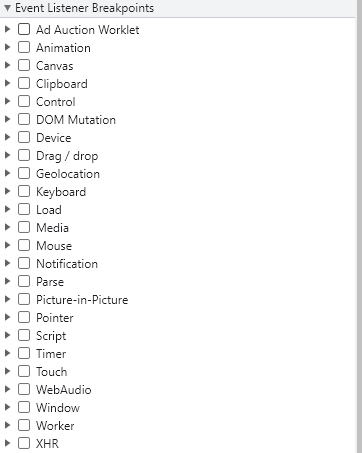 Event Listener Breakpoints
Ad Auction Worklet
Animation
Canvas
Clipboard
Control
DOM Mutation
Device
Drag / drop
Geolocation
Keyboard
Load
Media
Mouse
Notification
Parse
Picture-in-Picture
Pointer
Script
Timer
Touch
WebAudio
Window
Worker
XHR